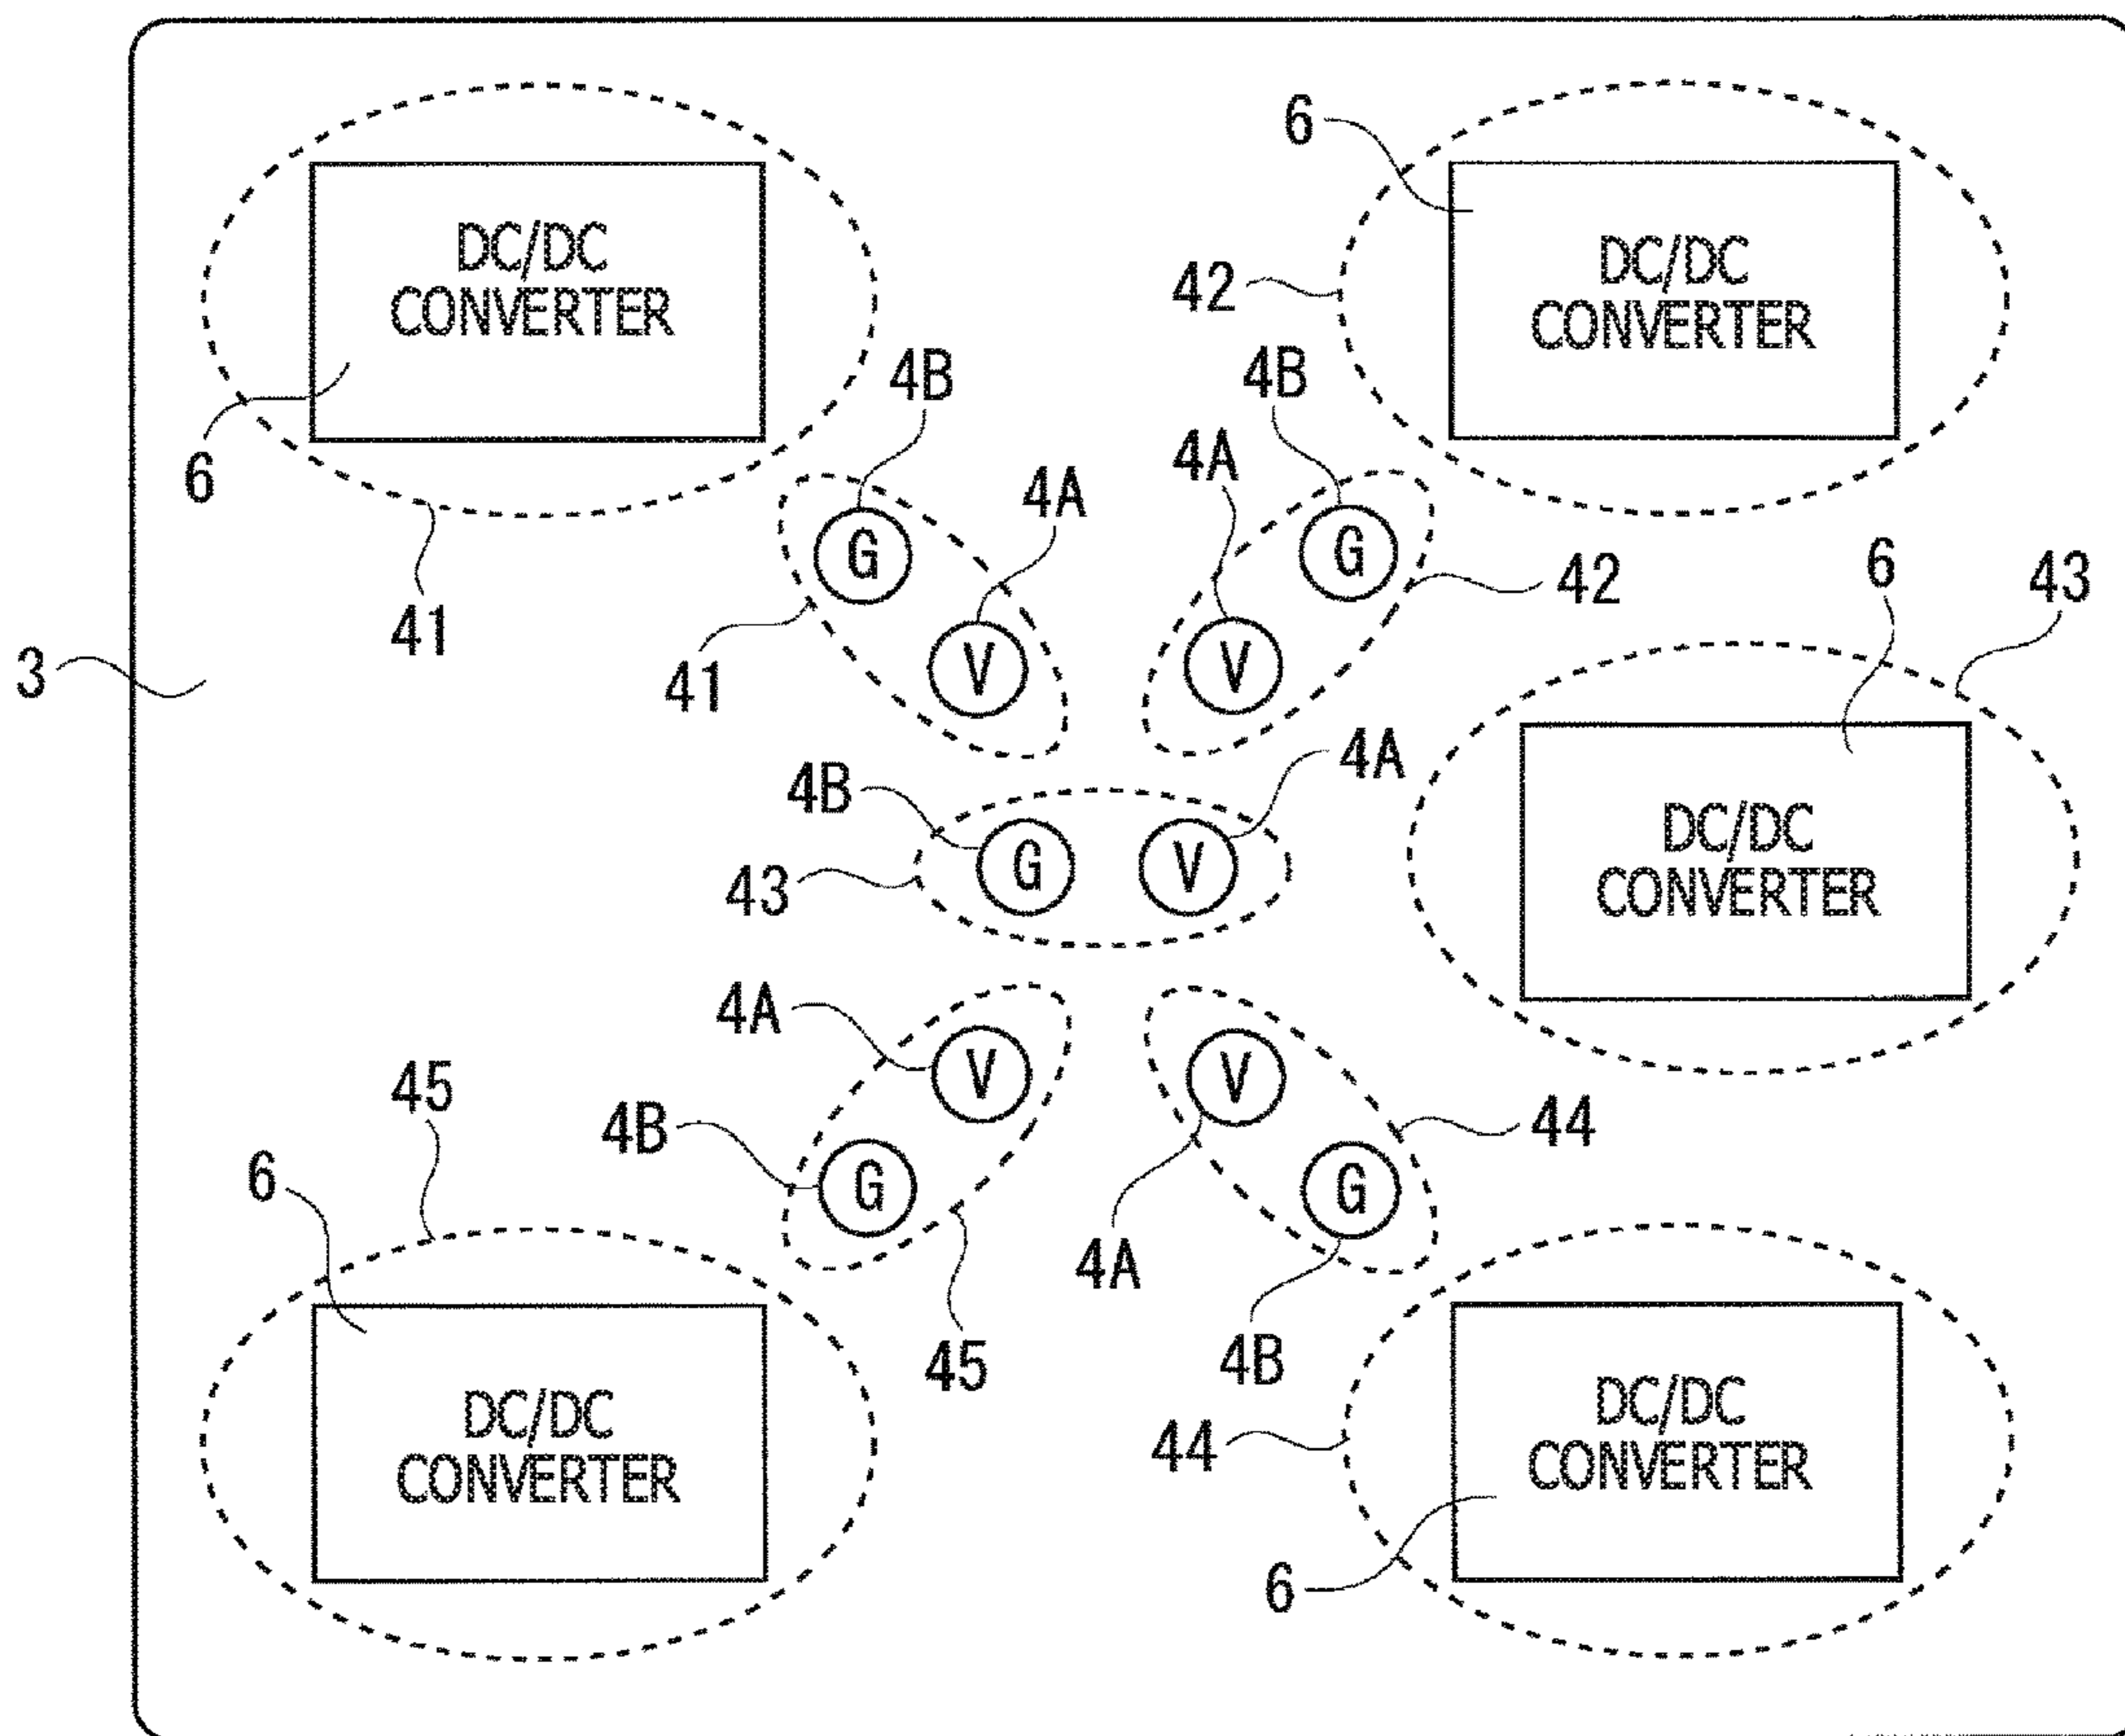 6
DC/DC
CONVERTER
DC/DC
CONVERTER
42
4B
4B
6
4A
4A
G
G
6
43
41
42
41
V
V
3
4A
4B
DC/DC
CONVERTER
G
V
43
4A
V
V
45
4B
44
6
G
G
4A
45
4B
DC/DC
CONVERTER
DC/DC
CONVERTER
44
6